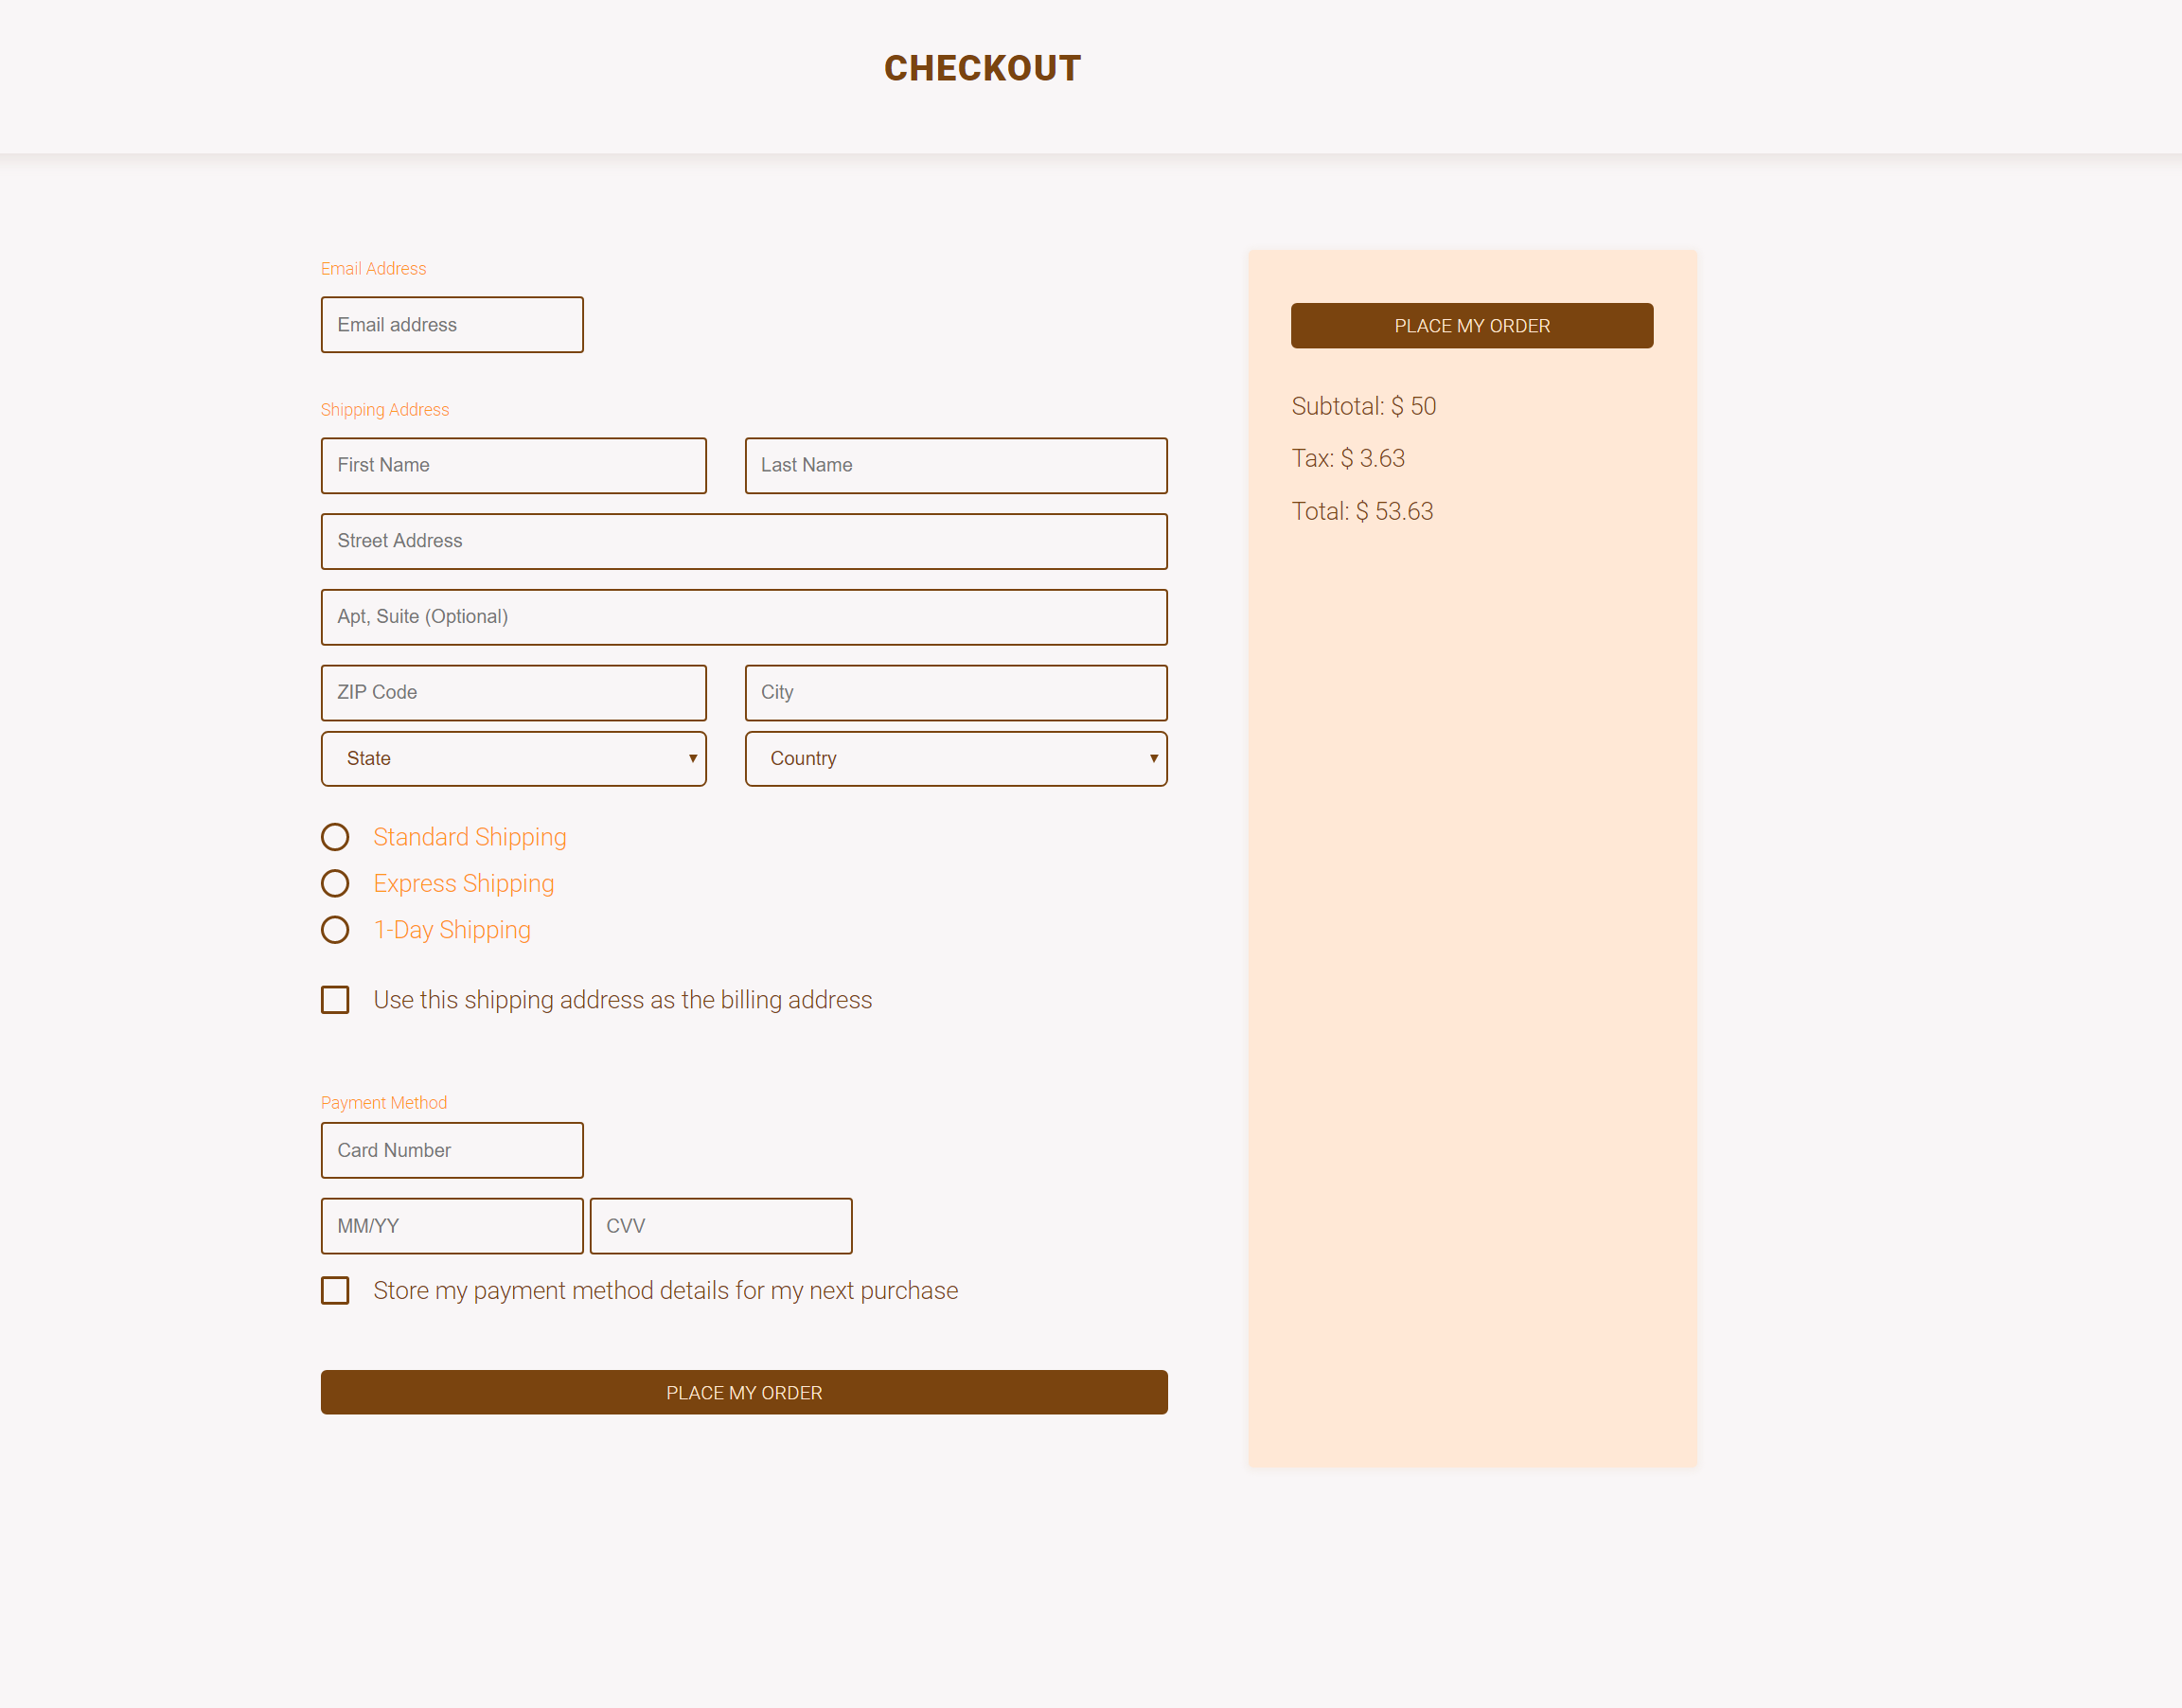 CHECKOUT
Email Address
Email address
Shipping Address
First Name
Last Name
Street Address
Apt, Suite (Optional)
ZIP Code
City
State
Country
Standard Shipping
Express Shipping
1-Day Shipping
Use this shipping address as the billing address
Payment Method
Card Number
MM/YY
CVV
Store my payment method details for my next purchase
PLACE MY ORDER
PLACE MY ORDER
Subtotal: $ 50
Tax: $ 3.63
Total: $ 53.63